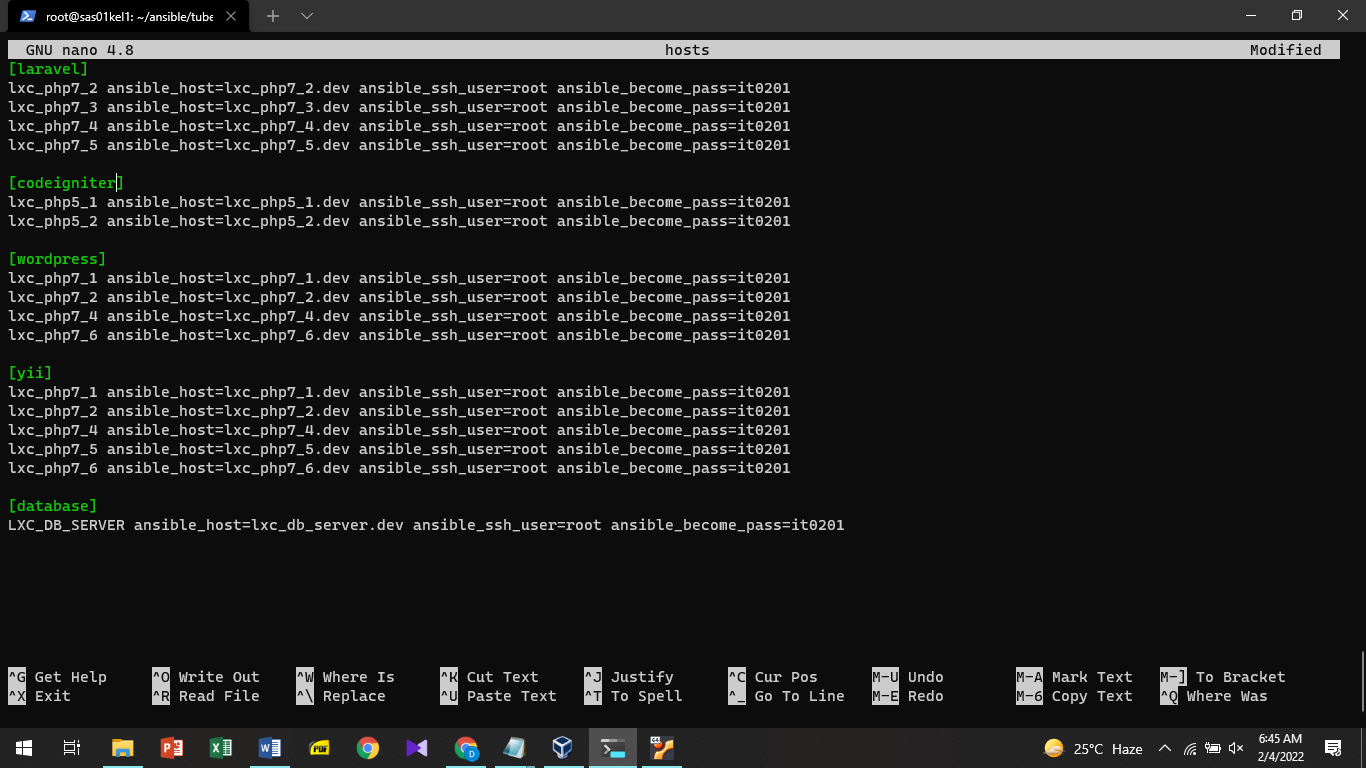 root@sas01kel1: ~/ansible/tube
GNU nano 4.8 hosts Modified
[laravel]
lxc_php7_2 ansible_host=lxc_php7_2.dev ansible_ssh_user=root ansible_become_pass=it0201
lxc_php7_3 ansible_host=lxc_php7_3.dev ansible_ssh_user=root ansible_become_pass=it0201
lxc_php7_4 ansible_host=lxc_php7_4.dev ansible_ssh_user=root ansible_become_pass=it0201
lxc_php7_5 ansible_host=lxc_php7_5.dev ansible_ssh_user=root ansible_become_pass=it0201
[codeigniter]
lxc_php5_1 ansible_host=lxc_php5_1.dev ansible_ssh_user=root ansible_become_pass=it0201
lxc_php5_2 ansible_host=lxc_php5_2.dev ansible_ssh_user=root ansible_become_pass=it0201
[wordpress]
lxc_php7_1 ansible_host=lxc_php7_1.dev ansible_ssh_user=root ansible_become_pass=it0201
lxc_php7_2 ansible_host=lxc_php7_2.dev ansible_ssh_user=root ansible_become_pass=it0201
lxc_php7_4 ansible_host=lxc_php7_4.dev ansible_ssh_user=root ansible_become_pass=it0201
lxc_php7_6 ansible_host=lxc_php7_6.dev ansible_ssh_user=root ansible_become_pass=it0201
[yii]
lxc_php7_1 ansible_host=lxc_php7_1.dev ansible_ssh_user=root ansible_become_pass=it0201
lxc_php7_2 ansible_host=lxc_php7_2.dev ansible_ssh_user=root ansible_become_pass=it0201
lxc_php7_4 ansible_host=lxc_php7_4.dev ansible_ssh_user=root ansible_become_pass=it0201
lxc_php7_5 ansible_host=lxc_php7_5.dev ansible_ssh_user=root ansible_become_pass=it0201
lxc_php7_6 ansible_host=lxc_php7_6.dev ansible_ssh_user=root ansible_become_pass=it0201
[database]
LXC_DB_SERVER ansible_host=lxc_db_server.dev ansible_ssh_user=root ansible_become_pass=it0201
^G Get Help ^O Write Out ^W Where Is ^K Cut Text ^J Justify ^C Cur Pos M-U Undo M-A Mark Text M-] To Bracket
^X Exit ^R Read File ^\ Replace ^U Paste Text ^T To Spell ^_ Go To Line M-E Redo M-6 Copy Text ^Q Where Was
25°C Haze
6:45 AM
2/4/2022